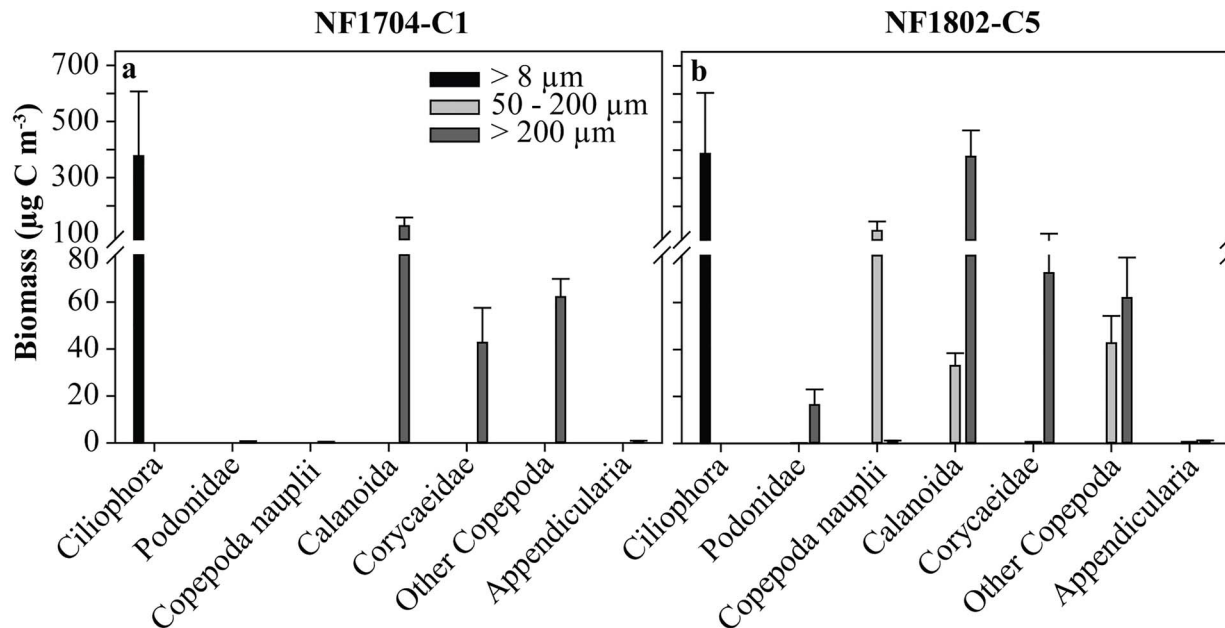 NF1704-C1
NF1802-C5
a
b
> 8 µm
50 - 200 µm
> 200 µm
Biomass (µg C m-3)
700
500
300
100
80
60
40
20
0
Ciliophora
Podonidae
Copepoda nauplii
Calanoida
Corycaeidae
Other Copepoda
Appendicularia
Ciliophora
Podonidae
Copepoda nauplii
Calanoida
Corycaeidae
Other Copepoda
Appendicularia